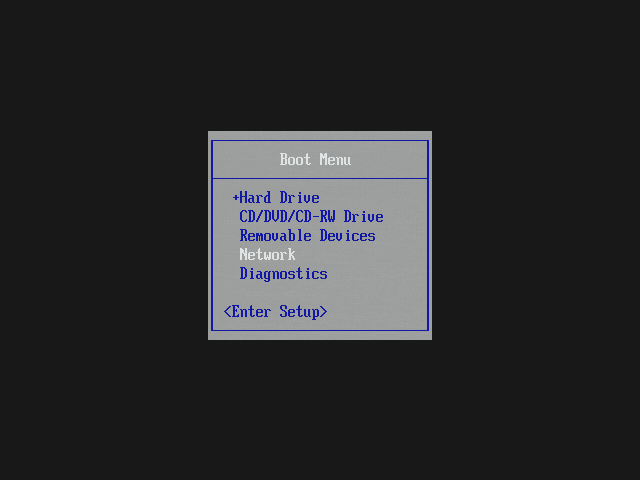 Boot Menu
+Hard Drive
CD/DVD/CD-RW Drive
Removable Devices
Network
Diagnostics
<Enter Setup>